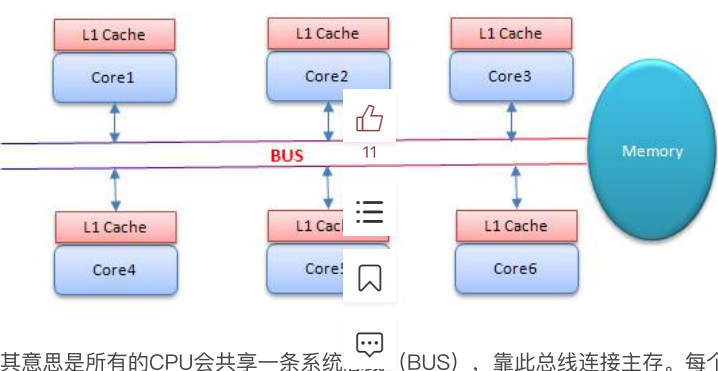 L1 Cache L1 Cache L1 Cache
Core1 Core2 Core3
BUS 11 Memory
L1 Cache L1 Cache
Core4 Core6
其意思是所有的CPU会共享一条系统 （BUS），靠此总线连接主存。每